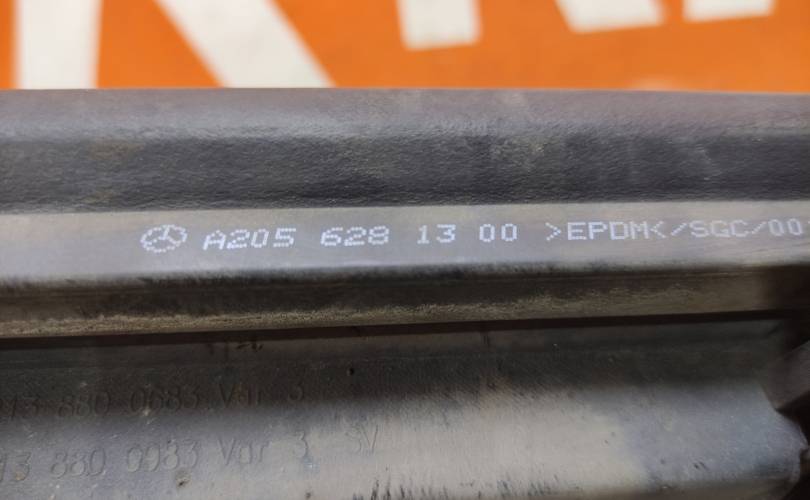 A205 628 13 00 >EPDM</SGC/00
13 880 0683 Var 3
13 880 0983 Var 3 SV